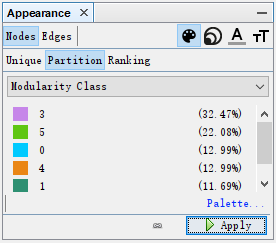 Appearance ×
Nodes Edges A TT
Unique Partition Ranking
Modularity Class
3 (32.47%)
5 (22.08%)
0 (12.99%)
4 (12.99%)
1 (11.69%)
Palette...
Apply